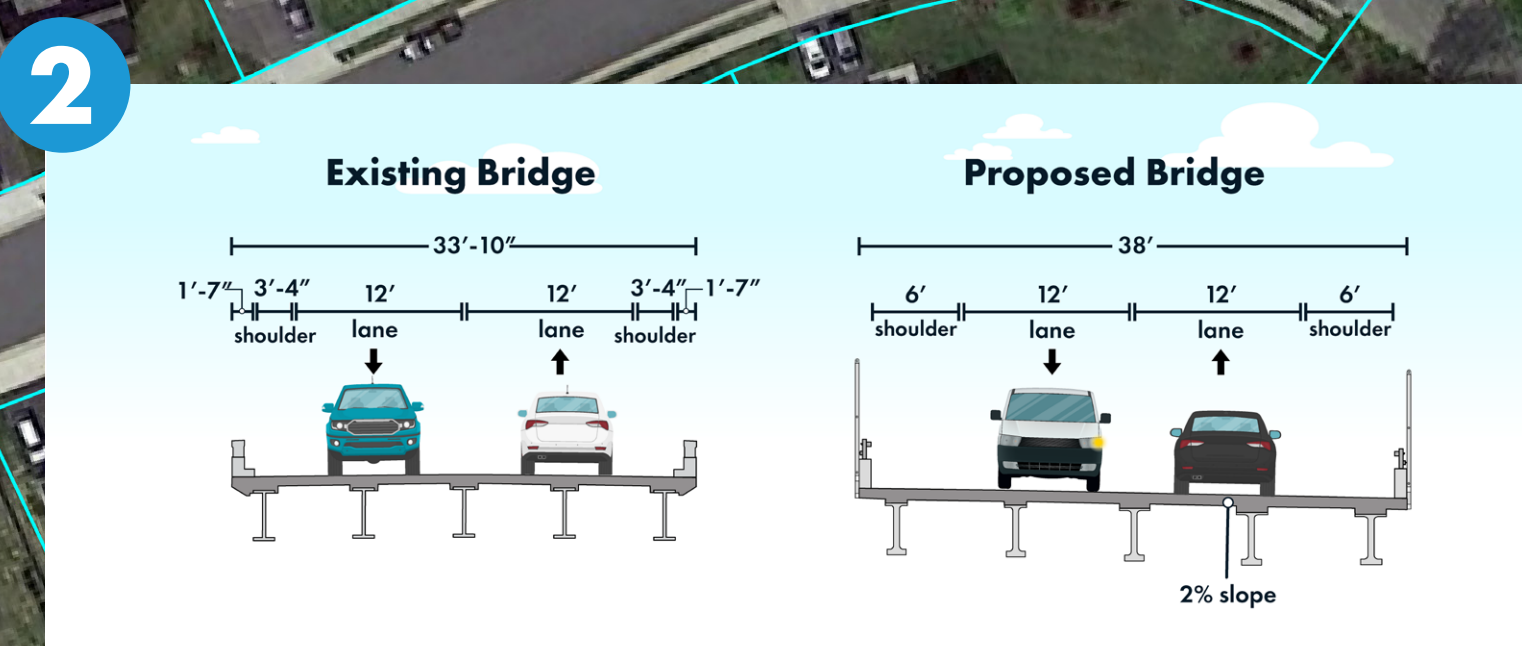 2
Existing Bridge
33’-10”
1’-7” 3’-4” 12’ 12’ 3’-4” 1’-7”
shoulder lane lane shoulder
Proposed Bridge
38’
6’ 12’ 12’ 6’
shoulder lane lane shoulder
2% slope